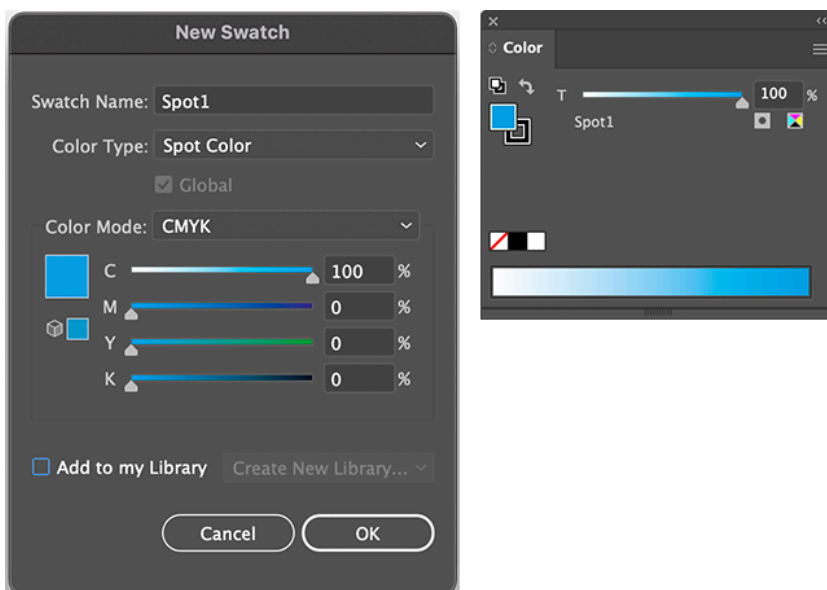 New Swatch
Swatch Name: Spot1
Color Type: Spot Color
Global
Color Mode: CMYK
C 100 %
M 0 %
Y 0 %
K 0 %
Add to my Library Create New Library...
Cancel OK
Color
T 100 %
Spot1